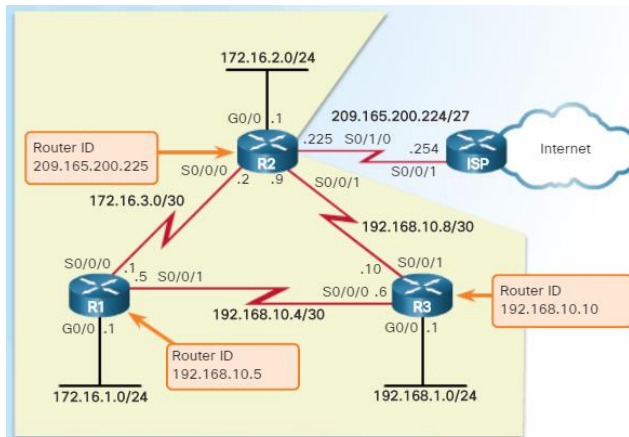 172.16.2.0/24
G0/0 .1
209.165.200.224/27
Router ID
209.165.200.225
R2
.225 S0/1/0
.254
S0/0/1
ISP
Internet
S0/0/0
.2
.9
S0/0/1
172.16.3.0/30
192.168.10.8/30
S0/0/0
.1
.5
S0/0/1
.10
S0/0/1
S0/0/0 .6
R1
R3
192.168.10.4/30
Router ID
192.168.10.10
G0/0 .1
G0/0 .1
Router ID
192.168.10.5
172.16.1.0/24
192.168.1.0/24